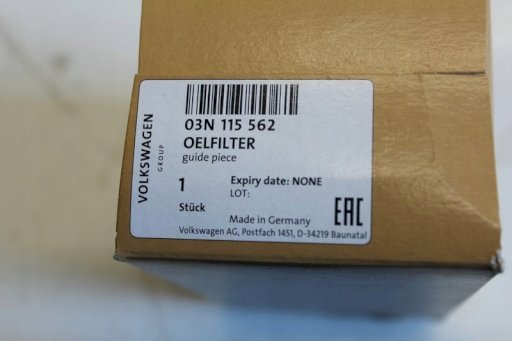 VOLKSWAGEN
GROUP
03N 115 562
OELFILTER
guide piece
1
Stück
Expiry date: NONE
LOT:
Made in Germany
EAC
Volkswagen AG, Postfach 1451, D-34219 Baunatal